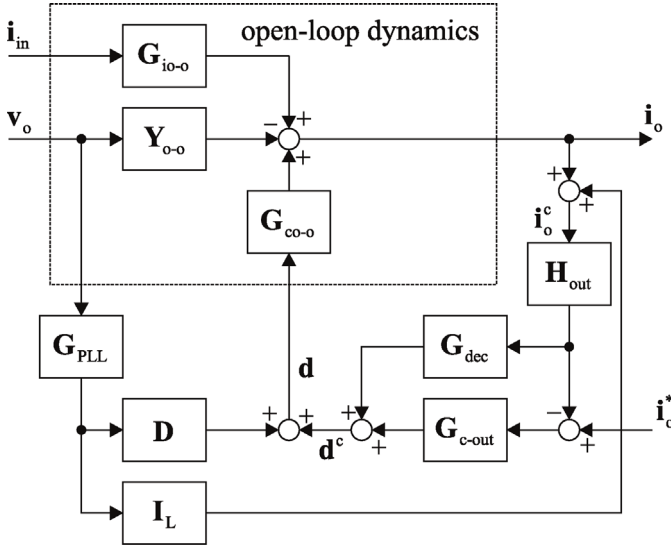 open-loop dynamics
i_in
G_io-o
v_o
Y_o-o
− + +
i_o
G_co-o
+ +
i_o^c
H_out
G_PLL
G_dec
d
D
+ +
d^c
+ +
G_c-out
− +
i_o^*
I_L